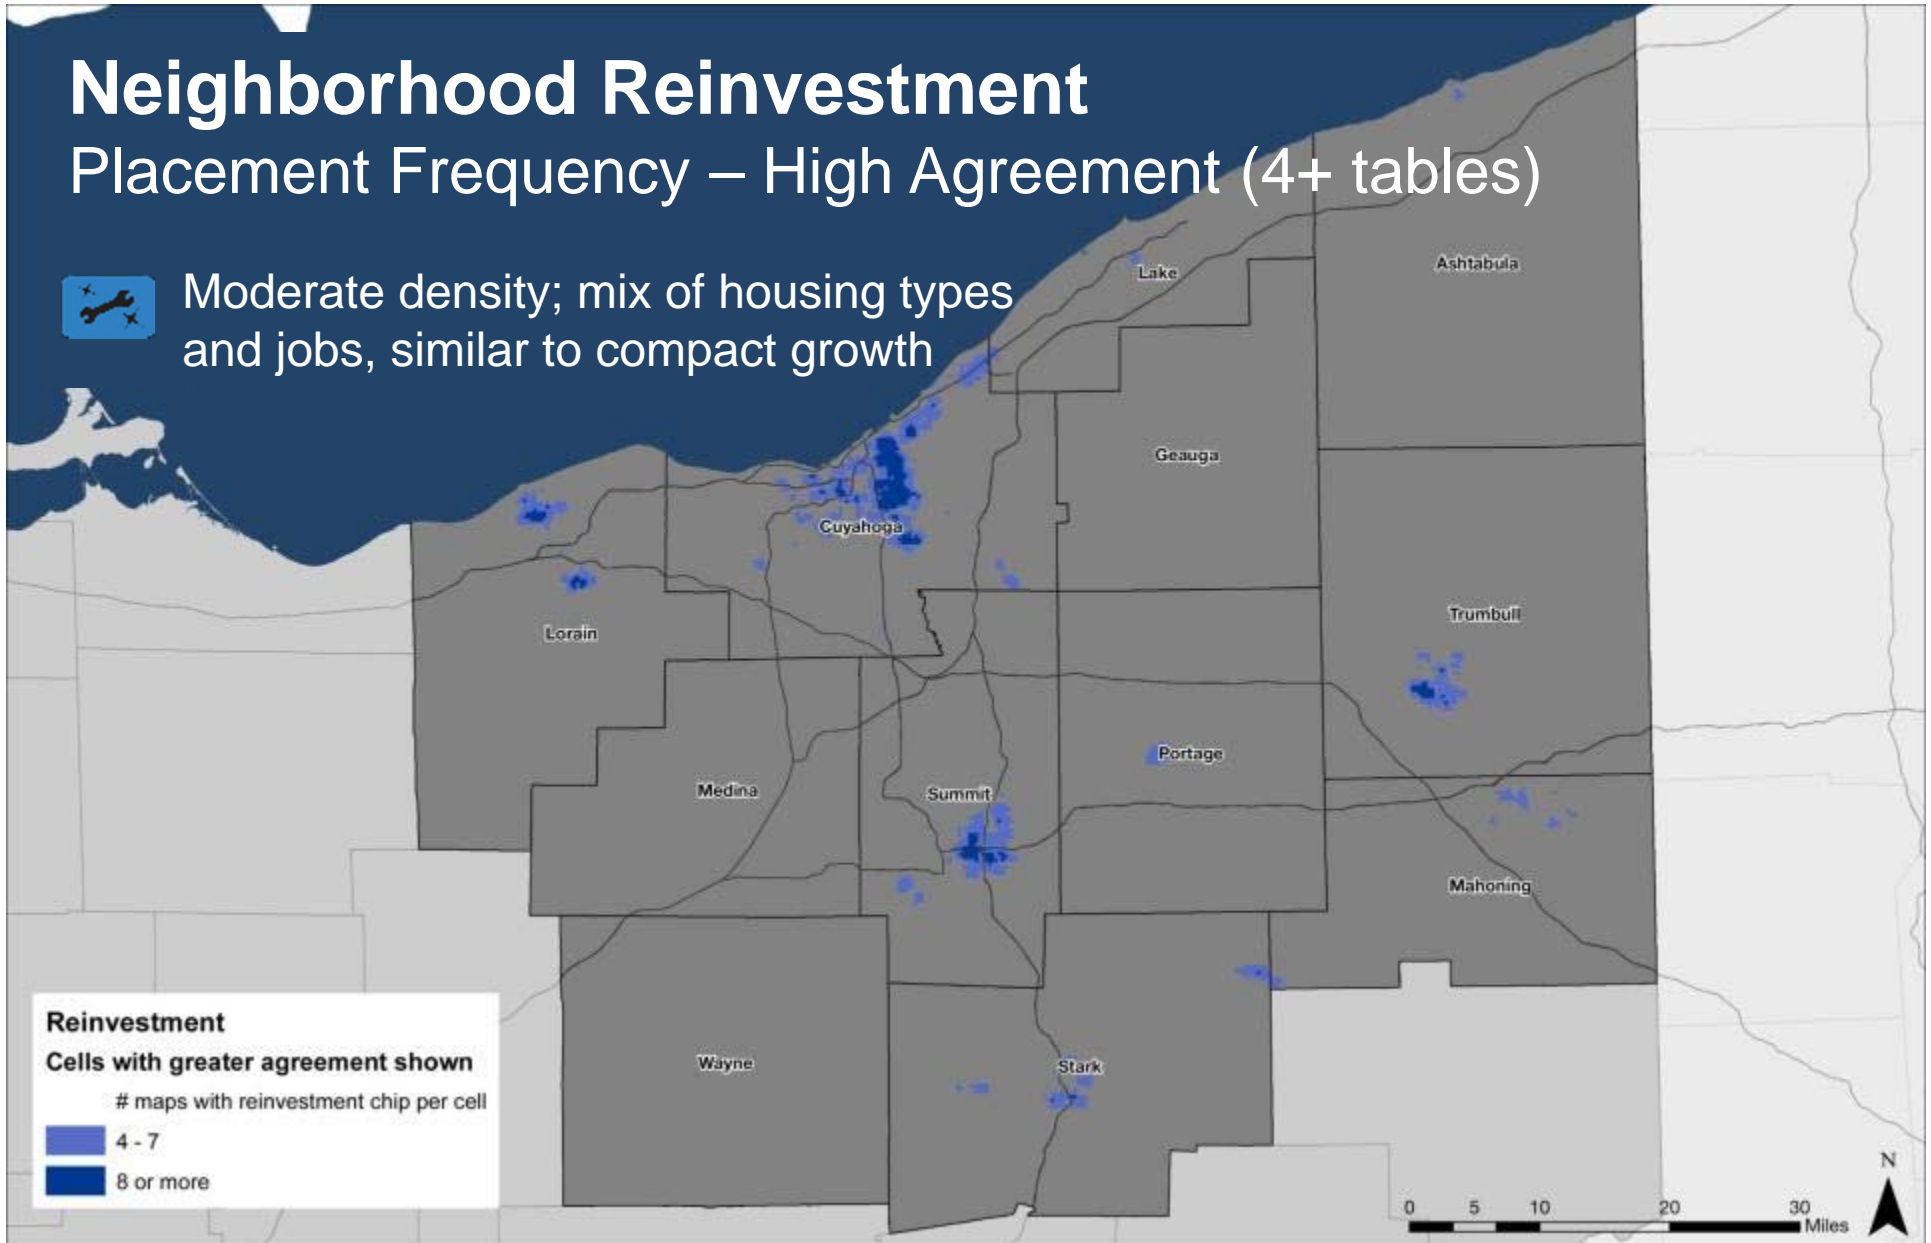 Neighborhood Reinvestment
Placement Frequency – High Agreement (4+ tables)
Moderate density; mix of housing types
and jobs, similar to compact growth
Lake
Ashtabula
Geauga
Cuyahoga
Trumbull
Lorain
Portage
Medina
Summit
Mahoning
Wayne
Stark
Reinvestment
Cells with greater agreement shown
# maps with reinvestment chip per cell
4 - 7
8 or more
N
0 5 10 20 30
Miles